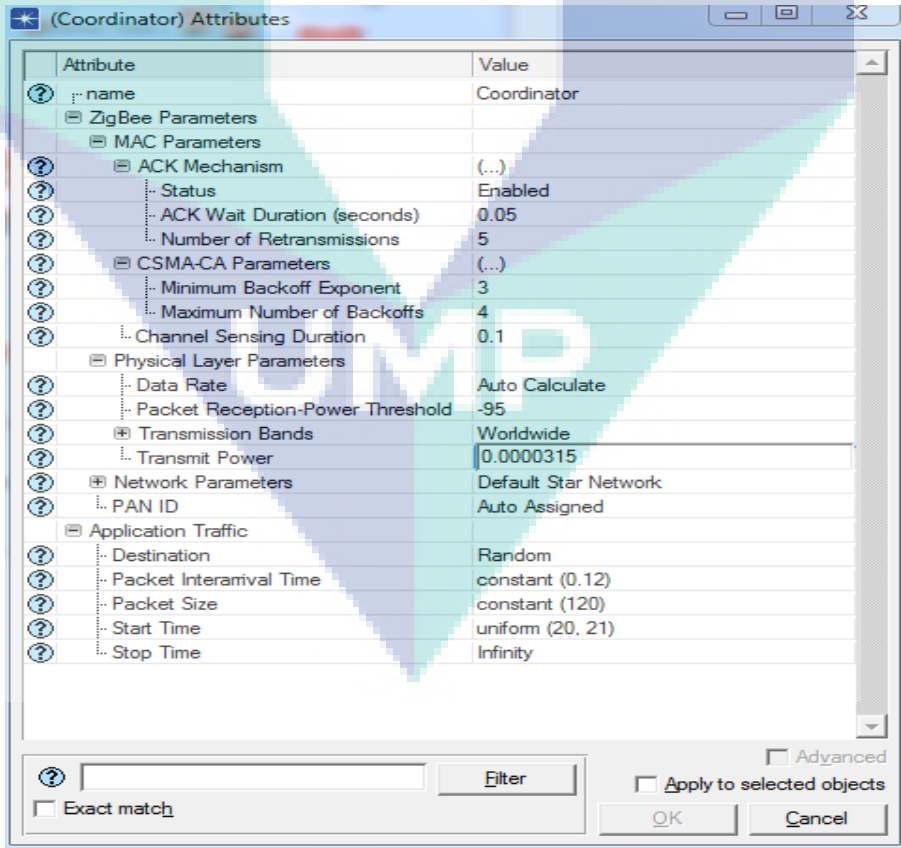 (Coordinator) Attributes
Attribute Value
name Coordinator
ZigBee Parameters
MAC Parameters
ACK Mechanism (...)
Status Enabled
ACK Wait Duration (seconds) 0.05
Number of Retransmissions 5
CSMA-CA Parameters (...)
Minimum Backoff Exponent 3
Maximum Number of Backoffs 4
Channel Sensing Duration 0.1
Physical Layer Parameters
Data Rate Auto Calculate
Packet Reception-Power Threshold -95
Transmission Bands Worldwide
Transmit Power 0.0000315
Network Parameters Default Star Network
PAN ID Auto Assigned
Application Traffic
Destination Random
Packet Interarrival Time constant (0.12)
Packet Size constant (120)
Start Time uniform (20, 21)
Stop Time Infinity
UMP
Advanced
Filter
Apply to selected objects
Exact match
OK Cancel